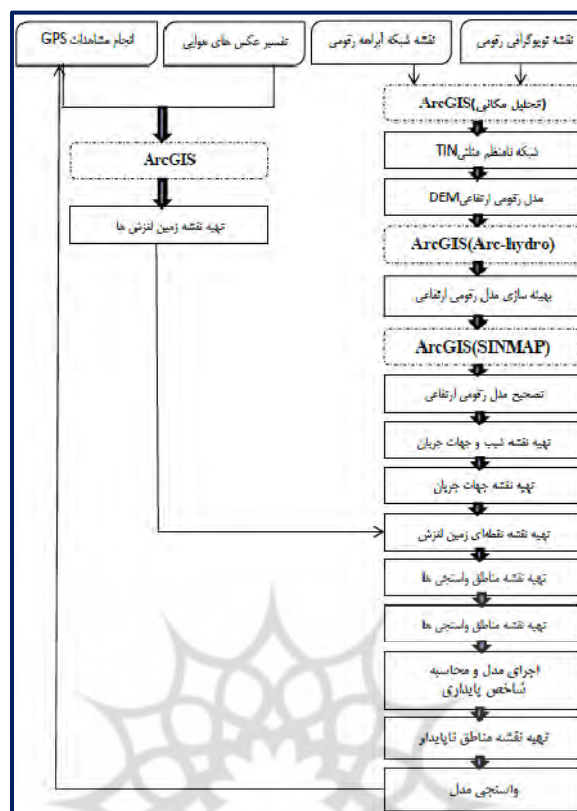 نقشه توپوگرافی رقومی
نقشه شبکه آبراهه رقومی
تفسیر عکس های هوایی
انجام مشاهدات GPS
ArcGIS(تحلیل مکانی)
شبکه نامنظم مثلثی TIN
مدل رقومی ارتفاعی DEM
ArcGIS(Arc-hydro)
بهینه سازی مدل رقومی ارتفاعی
ArcGIS(SINMAP)
تصحیح مدل رقومی ارتفاعی
تهیه نقشه شیب و جهات جریان
تهیه نقشه جهات جریان
تهیه نقشه نقطه‌ای زمین لغزش
تهیه نقشه مناطق واسنجی ها
تهیه نقشه مناطق واسنجی ها
اجرای مدل و محاسبه
شاخص پایداری
تهیه نقشه مناطق ناپایدار
واسنجی مدل
ArcGIS
تهیه نقشه زمین لغزش ها